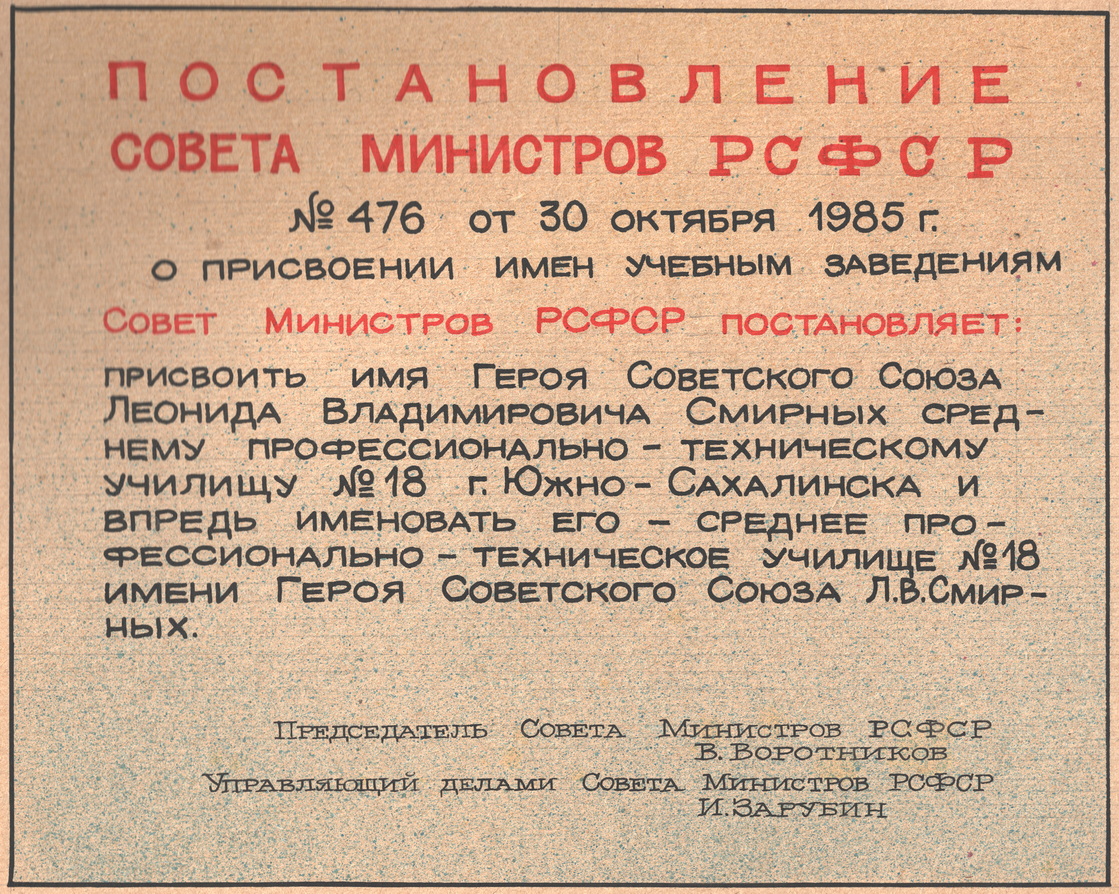 ПОСТАНОВЛЕНИЕ
СОВЕТА МИНИСТРОВ РСФСР
№ 476 от 30 октября 1985 г.
о присвоении имен учебным заведениям
Совет Министров РСФСР постановляет:
присвоить имя Героя Советского Союза
Леонида Владимировича Смирных сред-
нему профессионально - техническому
училищу № 18 г. Южно - Сахалинска и
впредь именовать его - среднее про-
фессионально - техническое училище № 18
имени Героя Советского Союза Л.В.Смир-
ных.
Председатель Совета Министров РСФСР
В. Воротников
Управляющий делами Совета Министров РСФСР
И. Зарубин